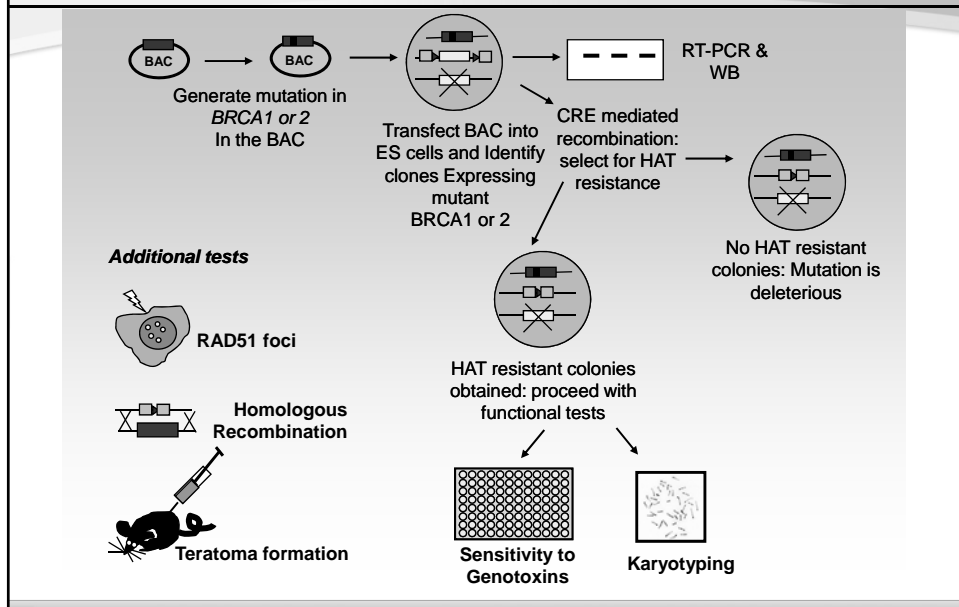 BAC
BAC
Generate mutation in
BRCA1 or 2
In the BAC
Transfect BAC into
ES cells and Identify
clones Expressing
mutant
BRCA1 or 2
RT-PCR &
WB
CRE mediated
recombination:
select for HAT
resistance
No HAT resistant
colonies: Mutation is
deleterious
HAT resistant colonies
obtained: proceed with
functional tests
Sensitivity to
Genotoxins
Karyotyping
Additional tests
RAD51 foci
Homologous
Recombination
Teratoma formation